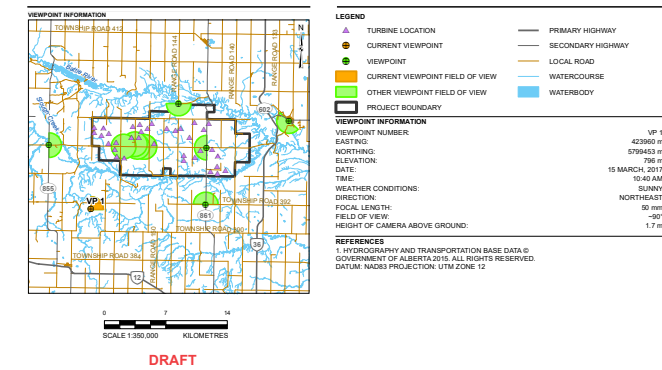 VIEWPOINT INFORMATION
TOWNSHIP ROAD 412
N
RANGE ROAD 144
RANGE ROAD 140
Battle River
602
855
VP 1
TOWNSHIP ROAD 392
861
TOWNSHIP ROAD 390
36
TOWNSHIP ROAD 384
RANGE ROAD 150
12
0 7 14
SCALE 1:350,000 KILOMETRES
DRAFT
LEGEND
TURBINE LOCATION
CURRENT VIEWPOINT
VIEWPOINT
CURRENT VIEWPOINT FIELD OF VIEW
OTHER VIEWPOINT FIELD OF VIEW
PROJECT BOUNDARY
PRIMARY HIGHWAY
SECONDARY HIGHWAY
LOCAL ROAD
WATERCOURSE
WATERBODY
VIEWPOINT INFORMATION
VIEWPOINT NUMBER: VP 1
EASTING: 423960 m
NORTHING: 5799453 m
ELEVATION: 796 m
DATE: 15 MARCH, 2017
TIME: 10:40 AM
WEATHER CONDITIONS: SUNNY
DIRECTION: NORTHEAST
FOCAL LENGTH: 50 mm
FIELD OF VIEW: ~90°
HEIGHT OF CAMERA ABOVE GROUND: 1.7 m
REFERENCES
1. HYDROGRAPHY AND TRANSPORTATION BASE DATA ©
GOVERNMENT OF ALBERTA 2015. ALL RIGHTS RESERVED.
DATUM: NAD83 PROJECTION: UTM ZONE 12